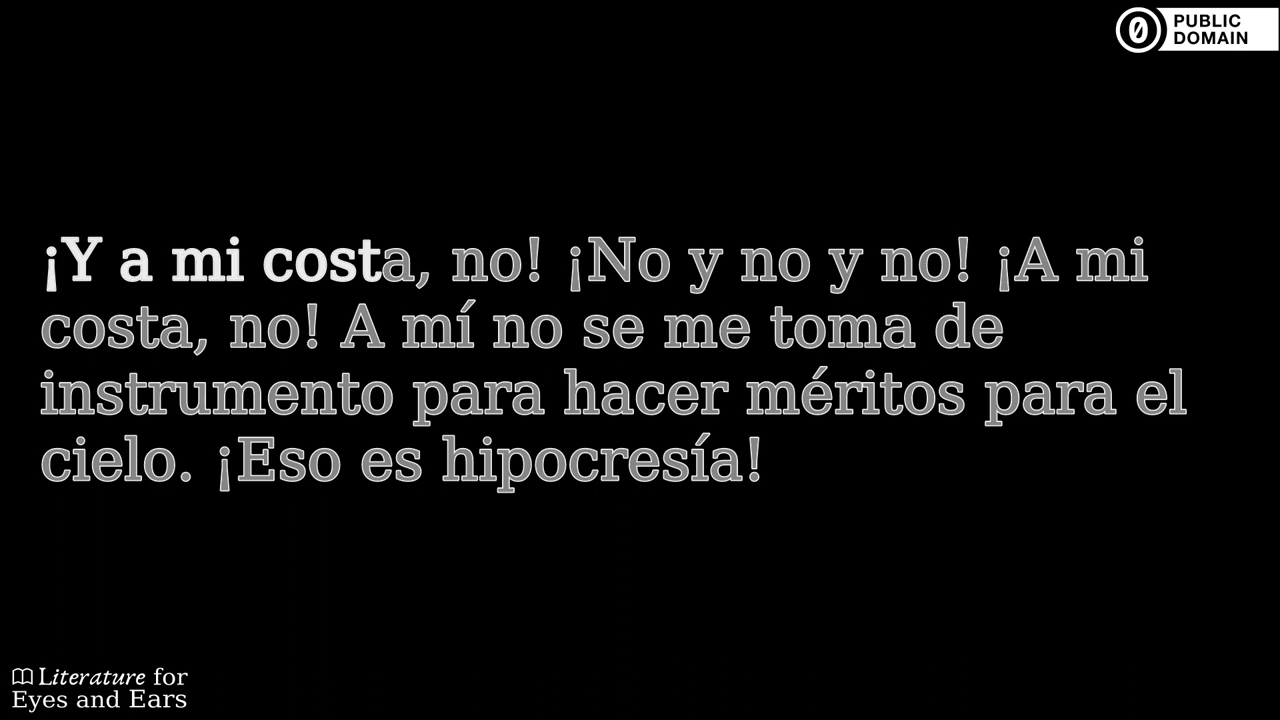 PUBLIC
DOMAIN
¡Y a mi costa, no! ¡No y no y no! ¡A mi
costa, no! A mí no se me toma de
instrumento para hacer méritos para el
cielo. ¡Eso es hipocresía!
Literature for
Eyes and Ears